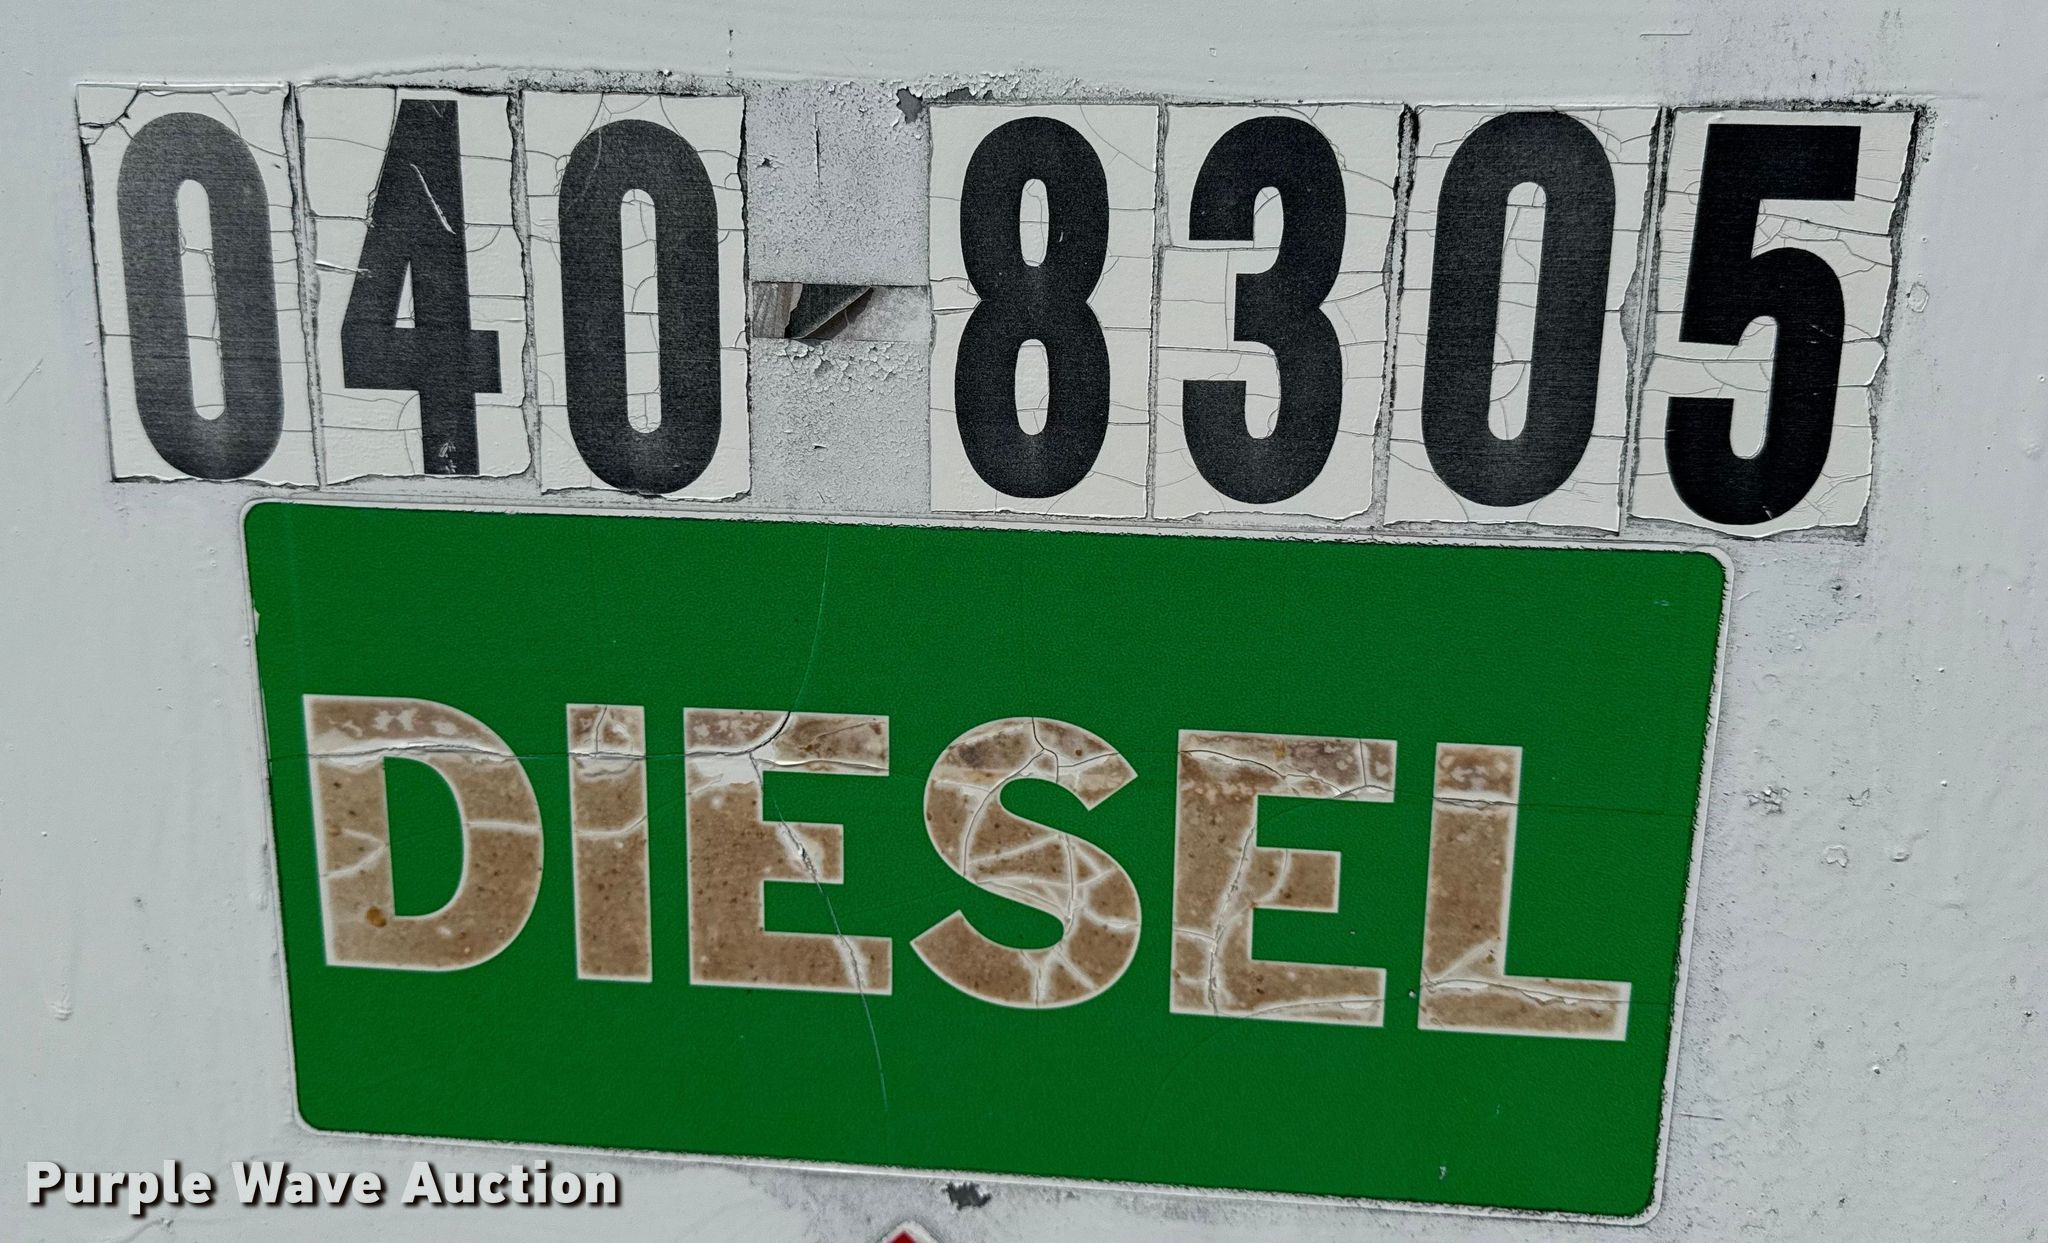 040-8305
DIESEL
Purple Wave Auction